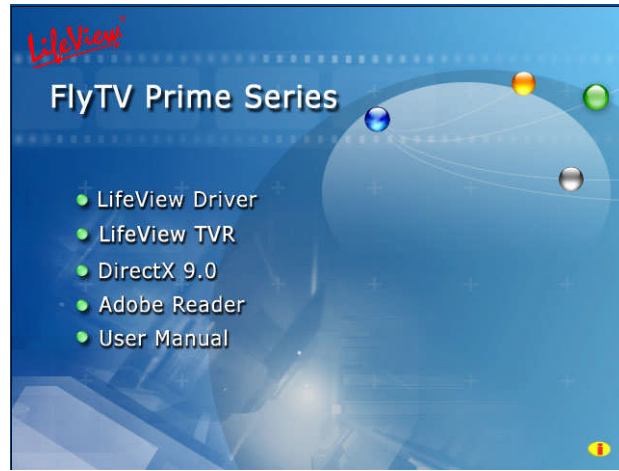 LifeView
FlyTV Prime Series
LifeView Driver
LifeView TVR
DirectX 9.0
Adobe Reader
User Manual
i